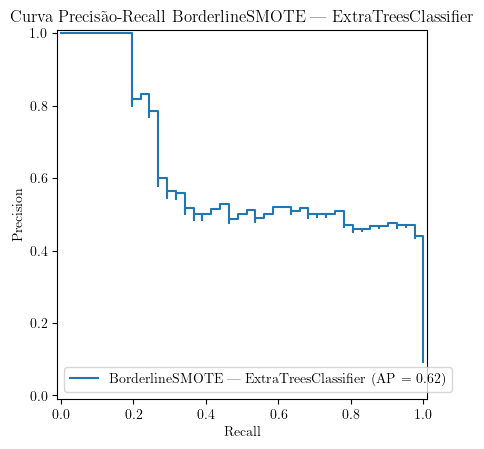 Curva Precisão-Recall BorderlineSMOTE — ExtraTreesClassifier
1.0
0.8
0.6
0.4
0.2
0.0
Precision
BorderlineSMOTE — ExtraTreesClassifier (AP = 0.62)
0.0 0.2 0.4 0.6 0.8 1.0
Recall